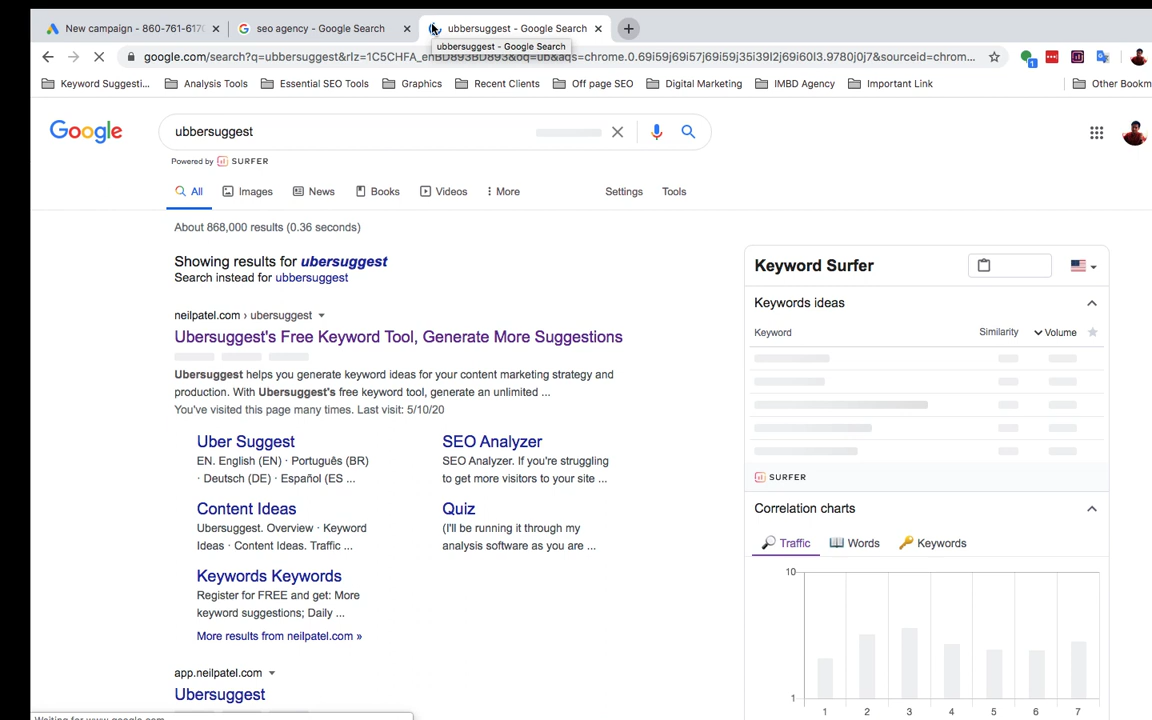 New campaign - 860-761-617
seo agency - Google Search
ubbersuggest - Google Search
ubbersuggest - Google Search
google.com/search?q=ubbersuggest&rlz=1C5CHFA_enBD893BD893&oq=ub&aqs=chrome.0.69i59j69i57j69i59j35i39l2j69i60l3.9780j0j7&sourceid=chrom...
Keyword Suggesti...
Analysis Tools
Essential SEO Tools
Graphics
Recent Clients
Off page SEO
Digital Marketing
IMBD Agency
Important Link
Other Bookm
Google
ubbersuggest
Powered by SURFER
All
Images
News
Books
Videos
More
Settings
Tools
About 868,000 results (0.36 seconds)
Showing results for ubersuggest
Search instead for ubbersuggest
neilpatel.com › ubersuggest
Ubersuggest's Free Keyword Tool, Generate More Suggestions
Ubersuggest helps you generate keyword ideas for your content marketing strategy and
production. With Ubersuggest's free keyword tool, generate an unlimited ...
You've visited this page many times. Last visit: 5/10/20
Uber Suggest
EN. English (EN) · Português (BR)
· Deutsch (DE) · Español (ES ...
SEO Analyzer
SEO Analyzer. If you're struggling
to get more visitors to your site ...
Content Ideas
Ubersuggest. Overview · Keyword
Ideas · Content Ideas. Traffic ...
Quiz
(I'll be running it through my
analysis software as you are ...
Keywords Keywords
Register for FREE and get: More
keyword suggestions; Daily ...
More results from neilpatel.com »
app.neilpatel.com
Ubersuggest
Keyword Surfer
Keywords ideas
Keyword
Similarity
Volume
SURFER
Correlation charts
Traffic
Words
Keywords
10
1
1 2 3 4 5 6 7
Waiting for www.google.com